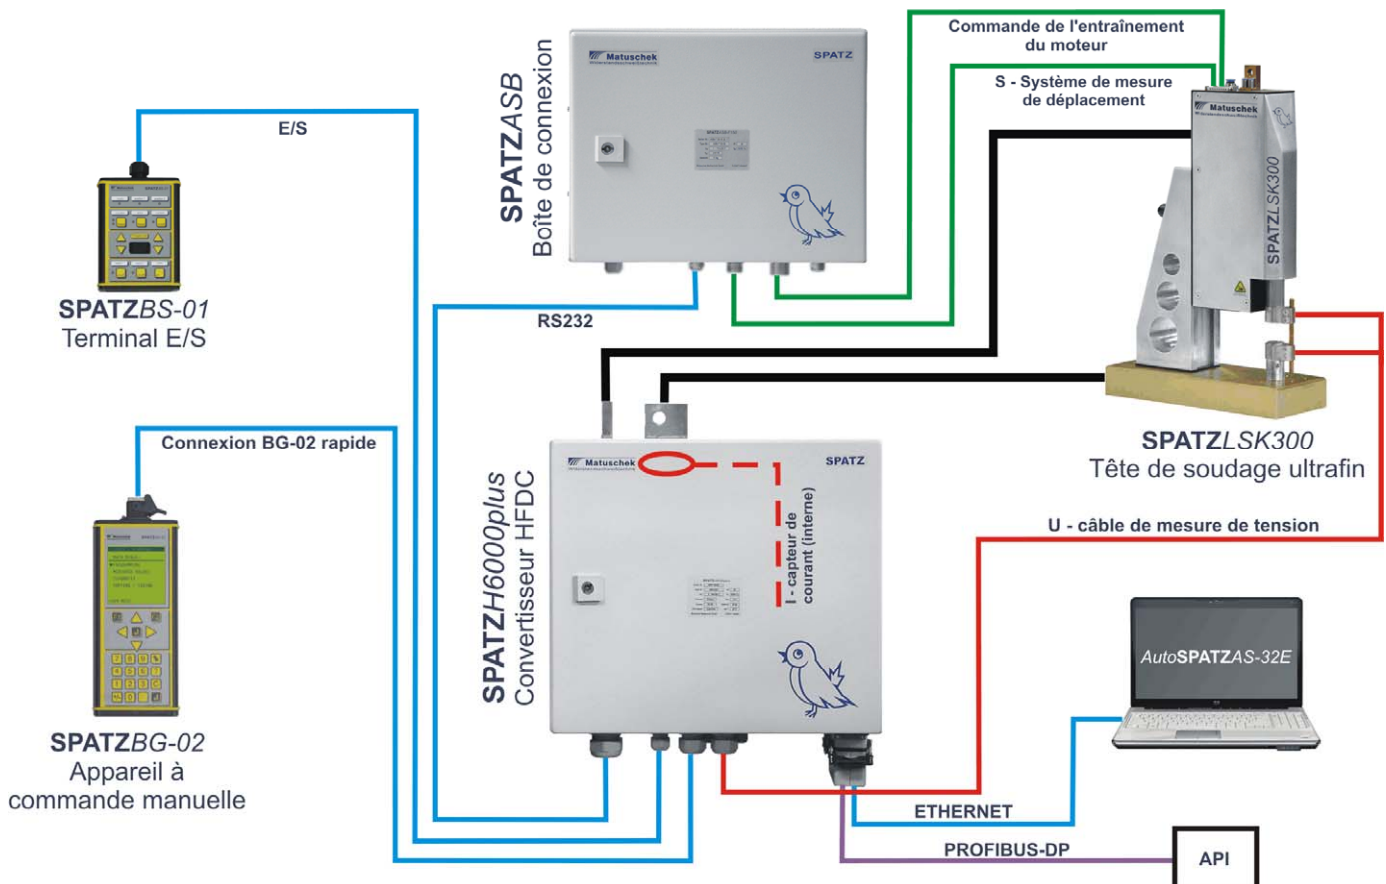 Commande de l'entraînement
du moteur
S - Système de mesure
de déplacement
Matuschek
SPATZ
SPATZASB
Boîte de connexion
E/S
Matuschek
SPATZLSK300
SPATZBS-01
Terminal E/S
RS232
SPATZLSK300
Tête de soudage ultrafin
Connexion BG-02 rapide
Matuschek
SPATZ
SPATZH6000plus
Convertisseur HFDC
I - capteur de
courant (interne)
U - câble de mesure de tension
AutoSPATZAS-32E
SPATZBG-02
Appareil à
commande manuelle
ETHERNET
PROFIBUS-DP
API